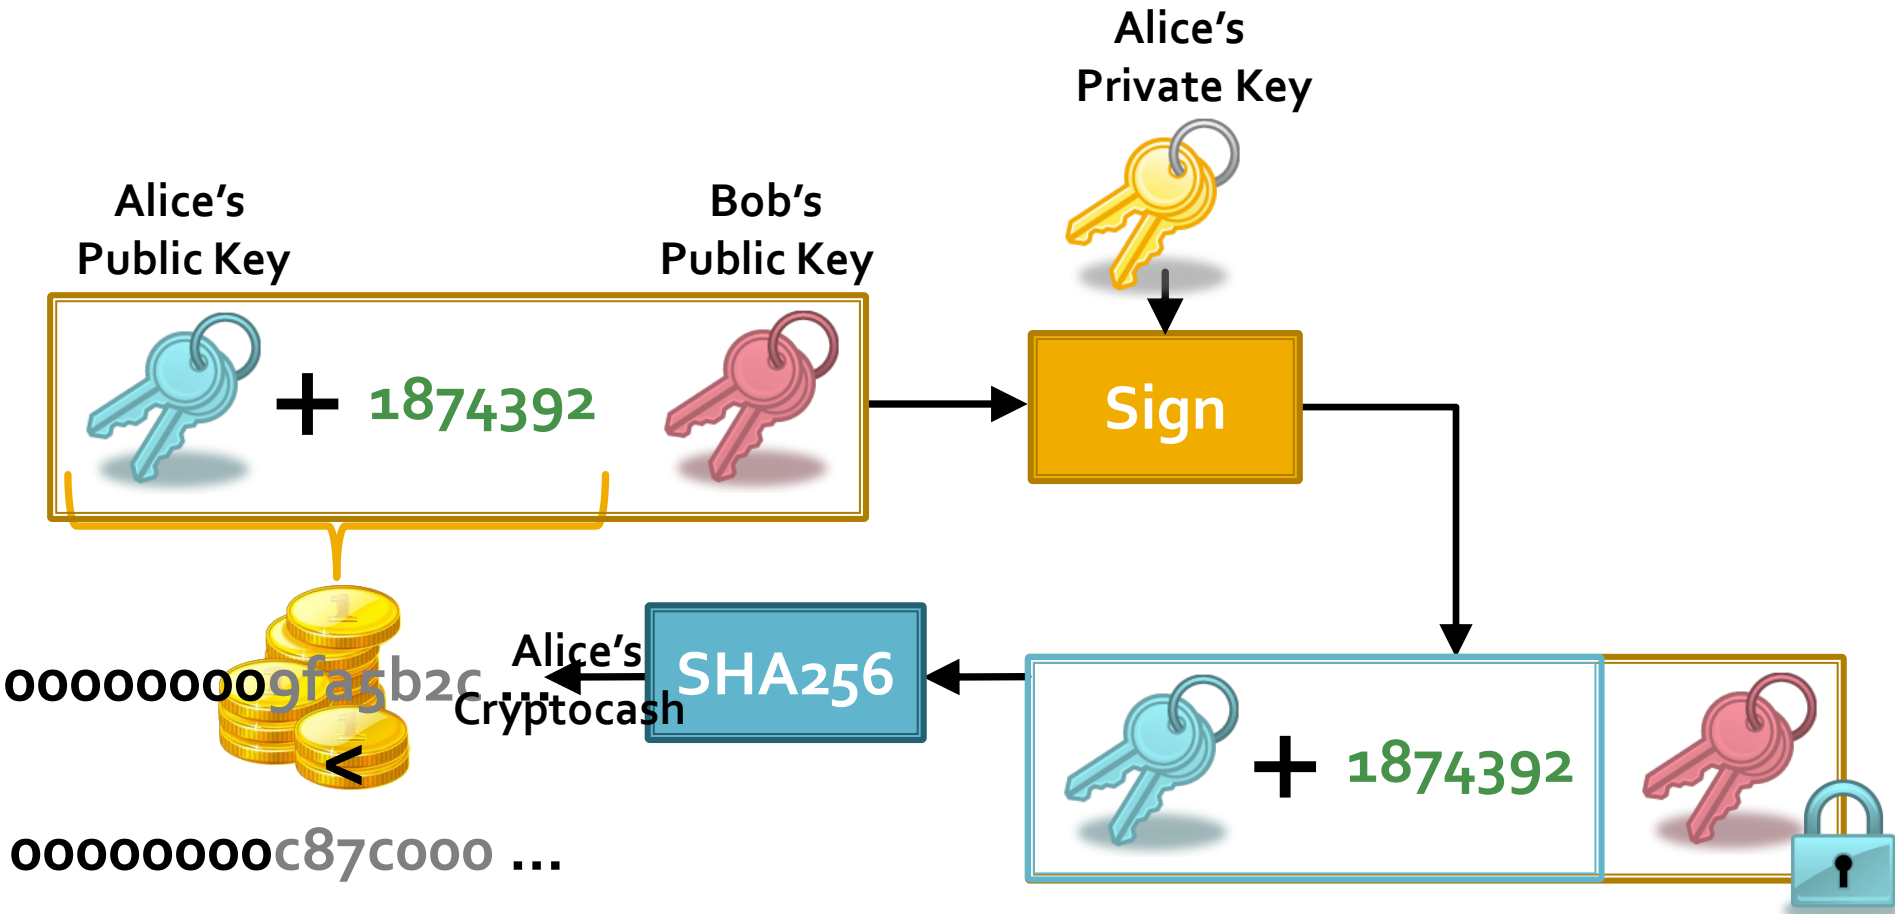 Alice's
Private Key
Alice's
Public Key
Bob's
Public Key
+ 1874392
Sign
Alice's
Cryptocash
SHA256
000000009fa5b2c ...
<
00000000c87c000 ...
+ 1874392